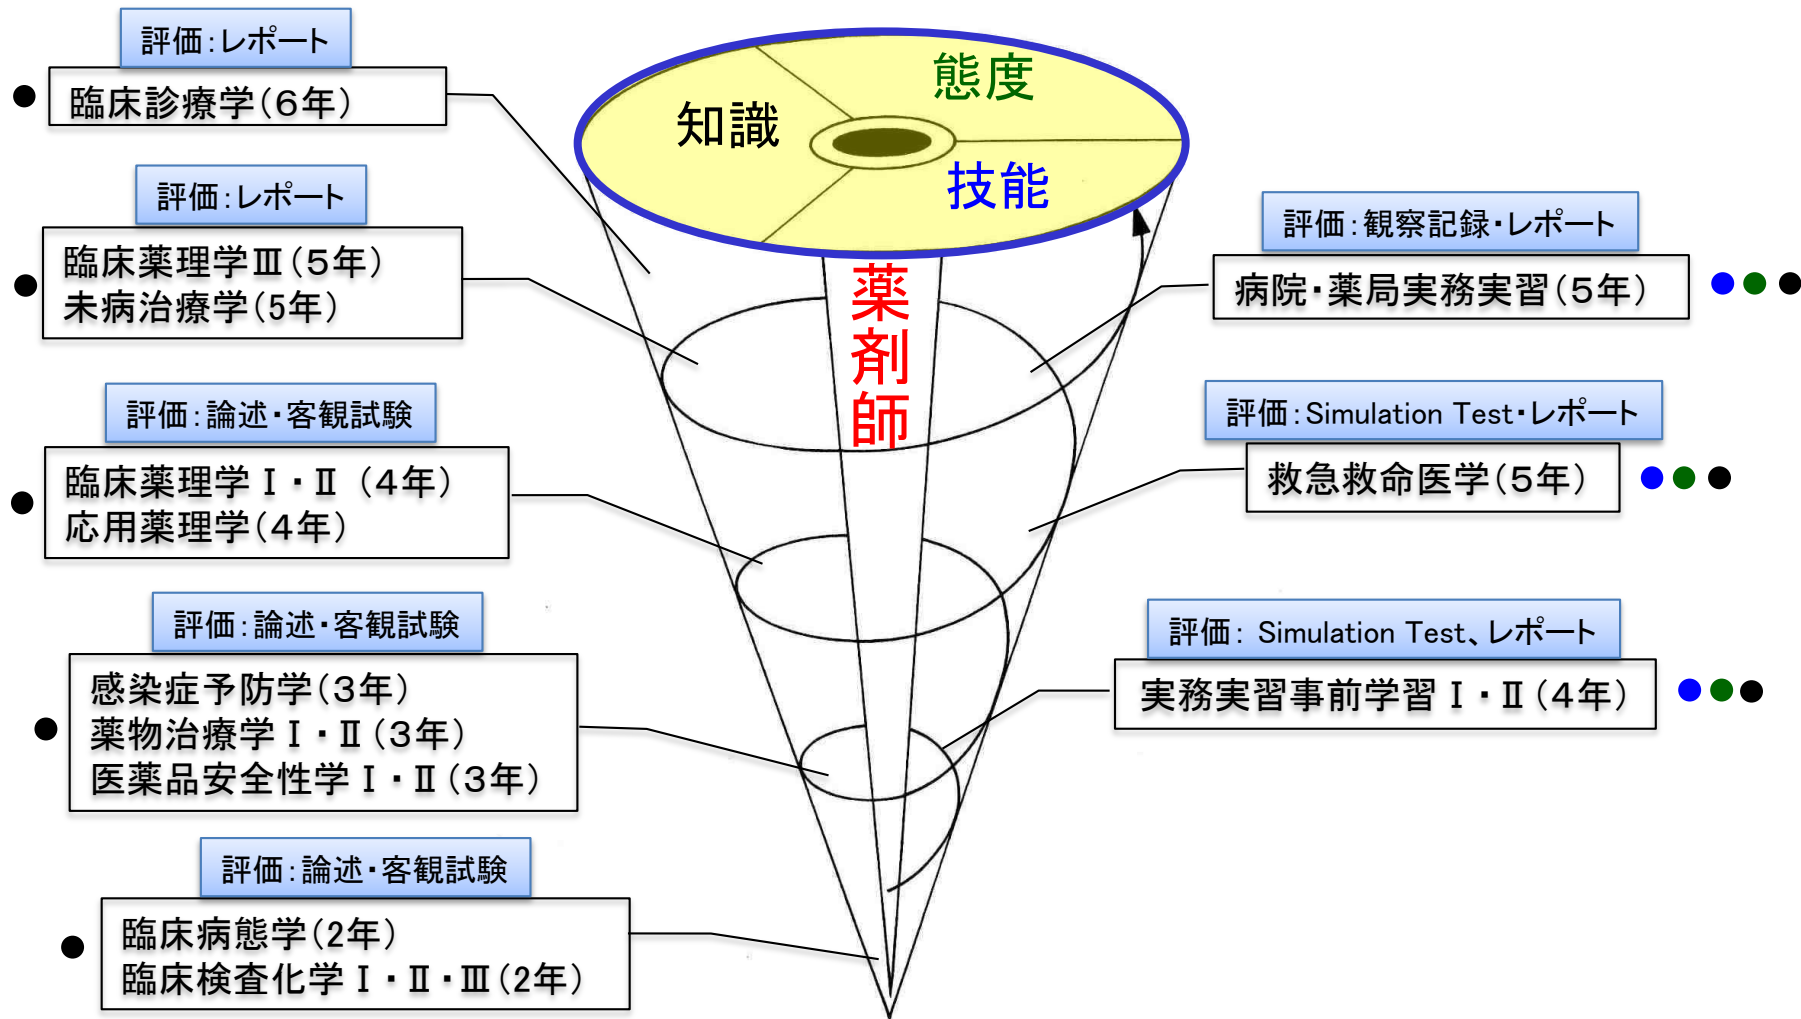 評価：レポート
臨床診療学（６年）
評価：レポート
臨床薬理学Ⅲ（５年）
未病治療学（５年）
評価：論述・客観試験
臨床薬理学Ⅰ・Ⅱ（４年）
応用薬理学（４年）
評価：論述・客観試験
感染症予防学（３年）
薬物治療学Ⅰ・Ⅱ（３年）
医薬品安全性学Ⅰ・Ⅱ（３年）
評価：論述・客観試験
臨床病態学（２年）
臨床検査化学Ⅰ・Ⅱ・Ⅲ（２年）
知識
態度
技能
薬剤師
評価：観察記録・レポート
病院・薬局実務実習（５年）
評価：Simulation Test・レポート
救急救命医学（５年）
評価： Simulation Test、レポート
実務実習事前学習Ⅰ・Ⅱ（４年）